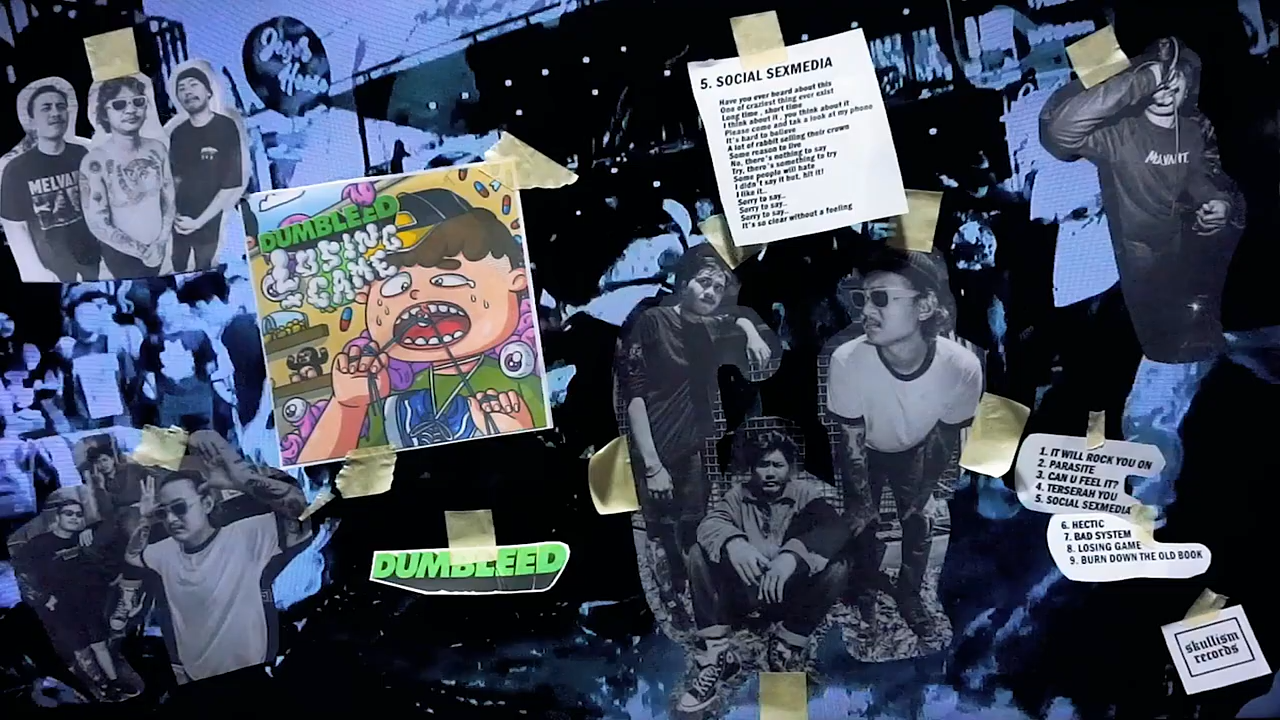 MELVANT
DUMBLEED
LOSING
GAME
5. SOCIAL SEXMEDIA
Have you ever heard about this
One of craziest thing ever exist
Long time , short time
I think about it , you think about it
Please come and tak a look at my phone
It's hard to believe
A lot of rabbit selling their crown
Some reason to live
No, there's nothing to say
Try, there's something to try
Some people will hate
I didn't say it but, hit it!
I like it..
Sorry to say..
Sorry to say..
Sorry to say..
It's so clear without a feeling
DUMBLEED
1. IT WILL ROCK YOU ON
2. PARASITE
3. CAN U FEEL IT?
4. TERSERAH YOU
5. SOCIAL SEXMEDIA
6. HECTIC
7. BAD SYSTEM
8. LOSING GAME
9. BURN DOWN THE OLD BOOK
skullism
records